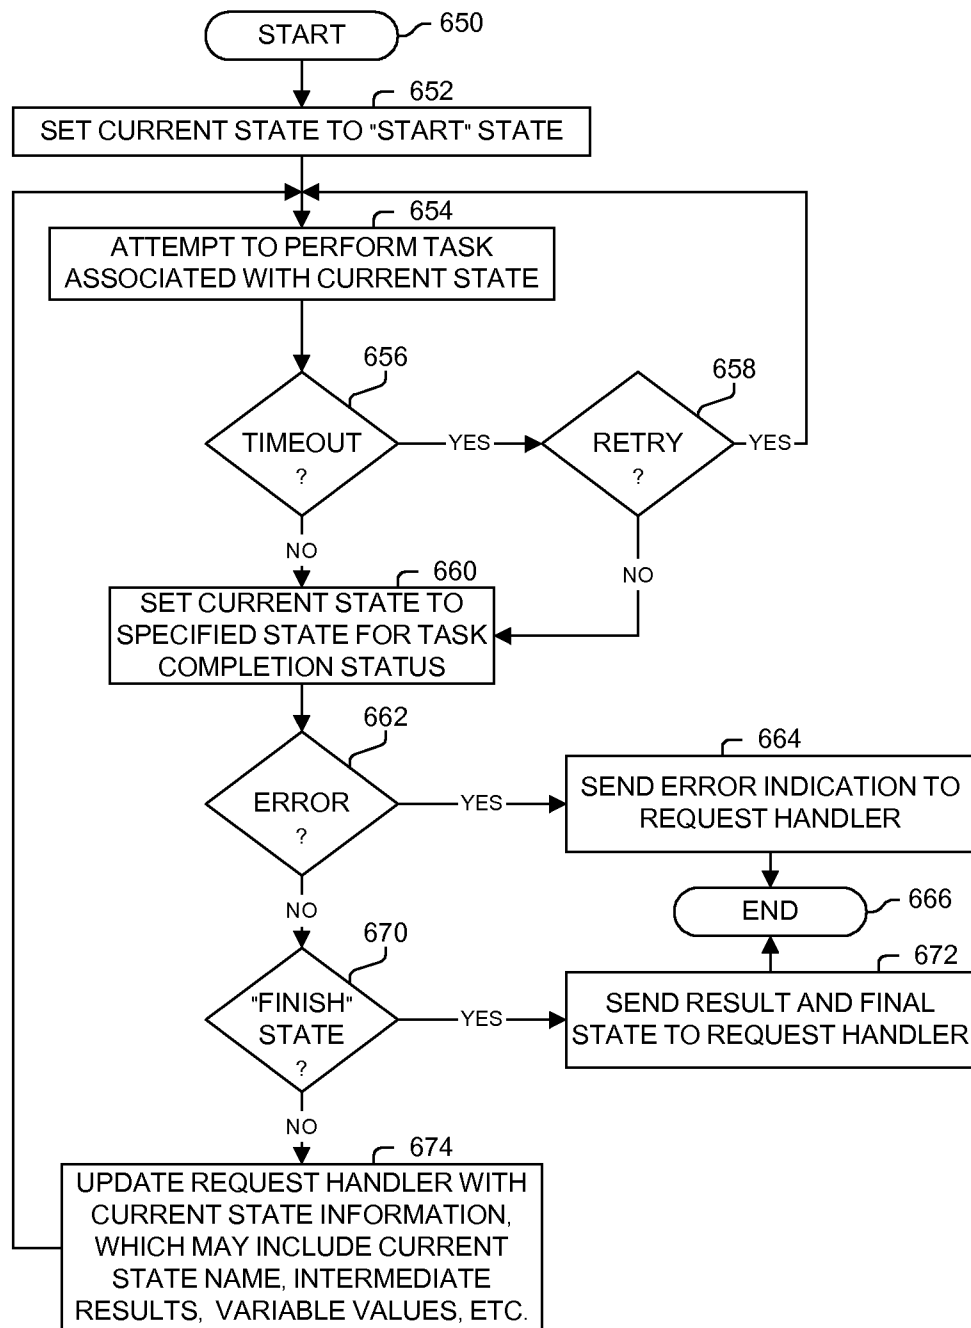 START
650
652
SET CURRENT STATE TO "START" STATE
654
ATTEMPT TO PERFORM TASK
ASSOCIATED WITH CURRENT STATE
656
TIMEOUT
?
YES
658
RETRY
?
YES
NO
NO
660
SET CURRENT STATE TO
SPECIFIED STATE FOR TASK
COMPLETION STATUS
662
ERROR
?
YES
664
SEND ERROR INDICATION TO
REQUEST HANDLER
END
666
NO
670
"FINISH"
STATE
?
YES
672
SEND RESULT AND FINAL
STATE TO REQUEST HANDLER
NO
674
UPDATE REQUEST HANDLER WITH
CURRENT STATE INFORMATION,
WHICH MAY INCLUDE CURRENT
STATE NAME, INTERMEDIATE
RESULTS, VARIABLE VALUES, ETC.